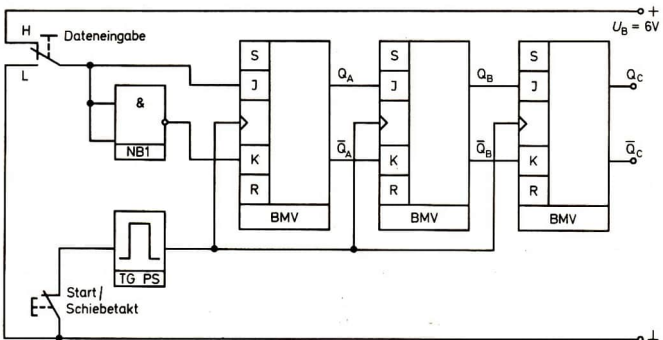 H
Dateneingabe
L
+
U_B = 6V
&
NB1
S
J
K
R
BMV
Q_A
Q̅_A
S
J
K
R
BMV
Q_B
Q̅_B
S
J
K
R
BMV
Q_C
Q̅_C
TG PS
Start/
Schiebetakt
⊥